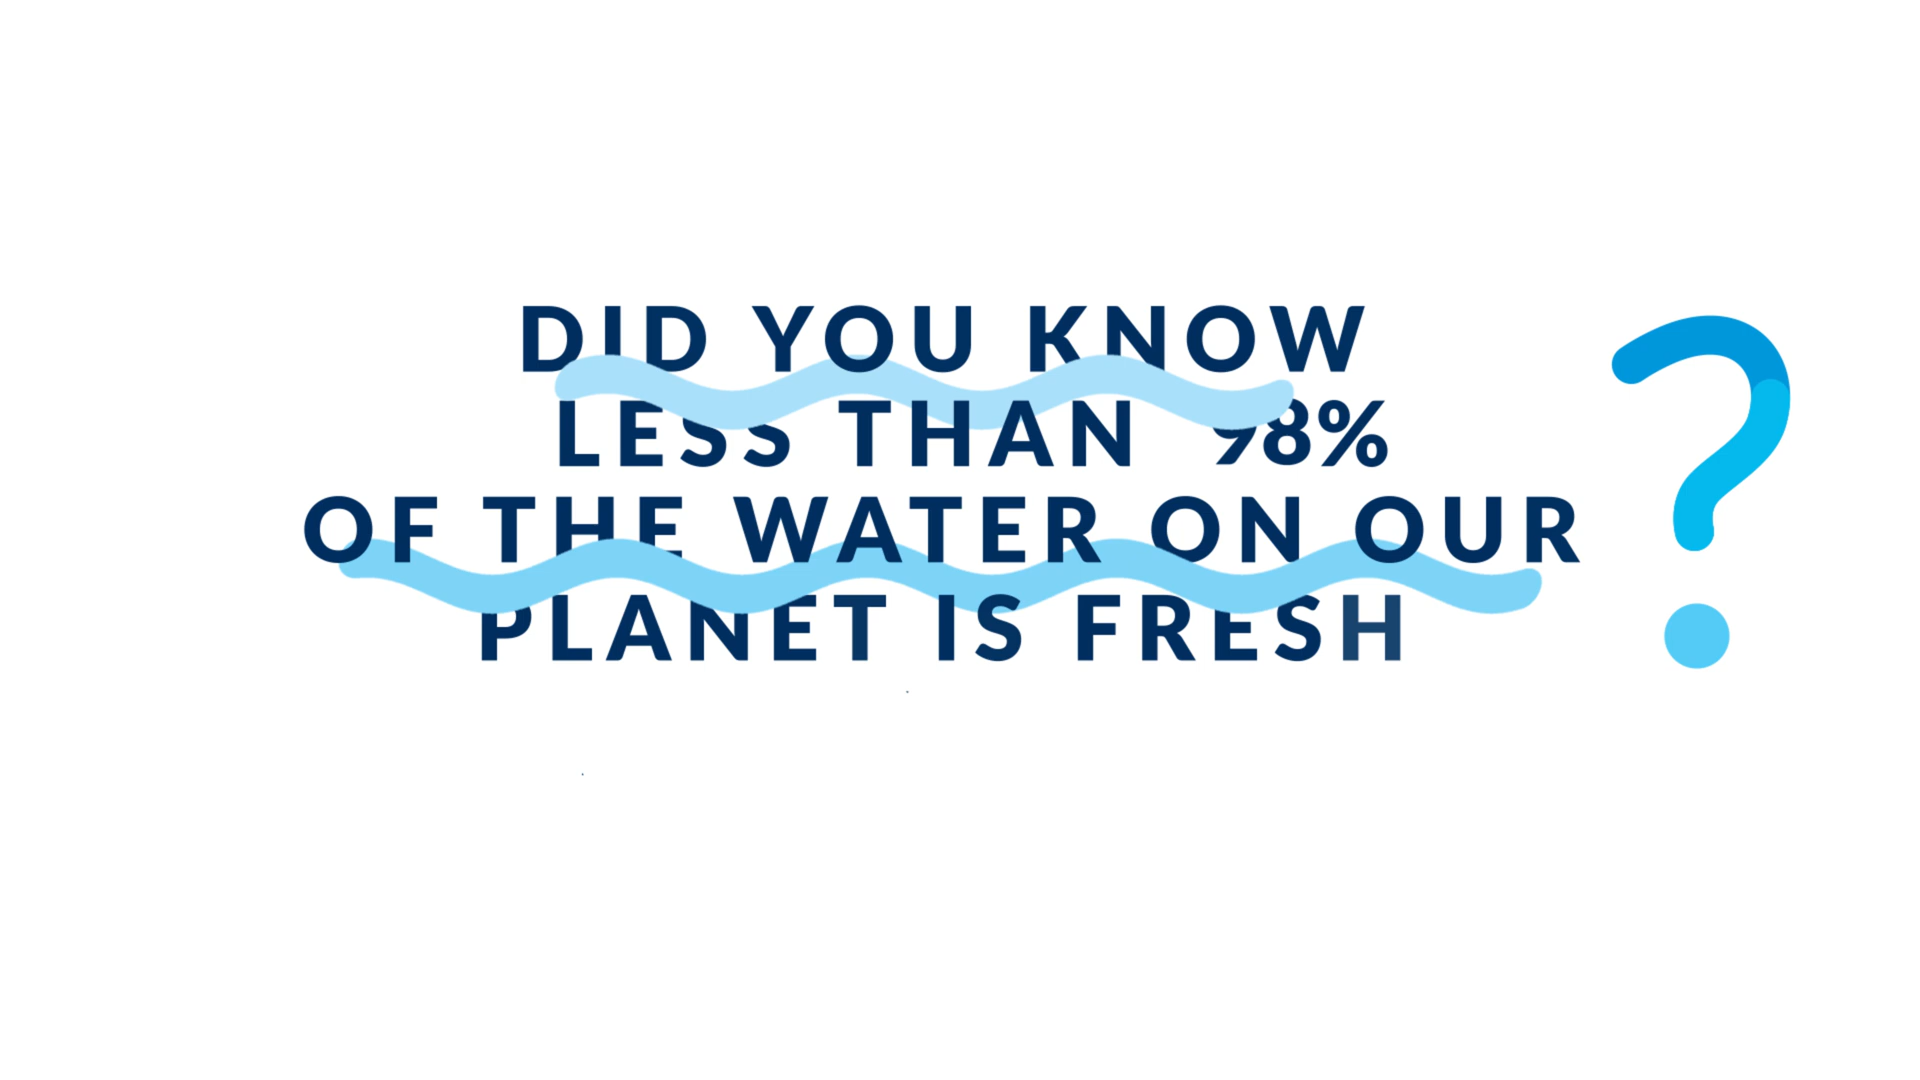 DID YOU KNOW
LESS THAN 98%
OF THE WATER ON OUR
PLANET IS FRESH
?